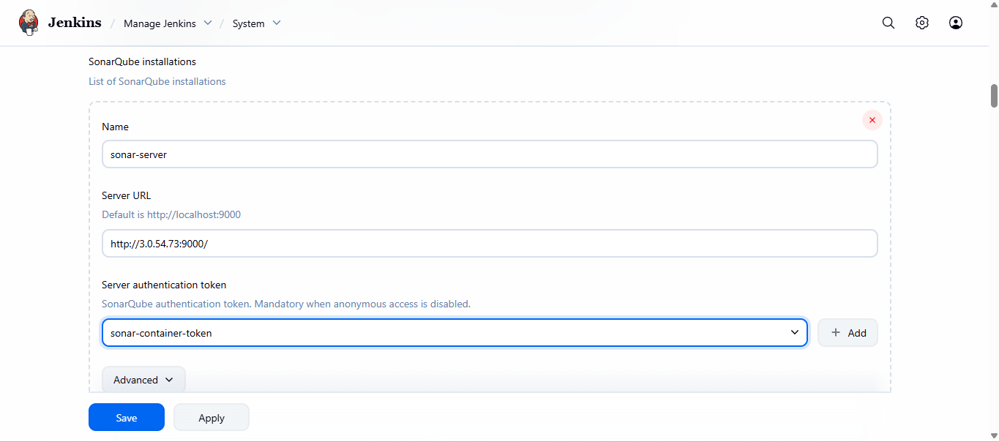 Jenkins / Manage Jenkins / System
SonarQube installations
List of SonarQube installations
Name
sonar-server
Server URL
Default is http://localhost:9000
http://3.0.54.73:9000/
Server authentication token
SonarQube authentication token. Mandatory when anonymous access is disabled.
sonar-container-token
Add
Advanced
Save Apply